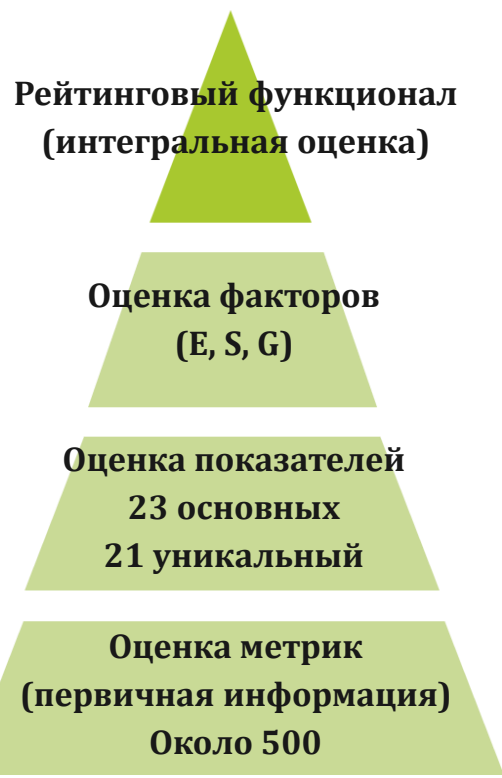 Рейтинговый функционал
(интегральная оценка)
Оценка факторов
(E, S, G)
Оценка показателей
23 основных
21 уникальный
Оценка метрик
(первичная информация)
Около 500